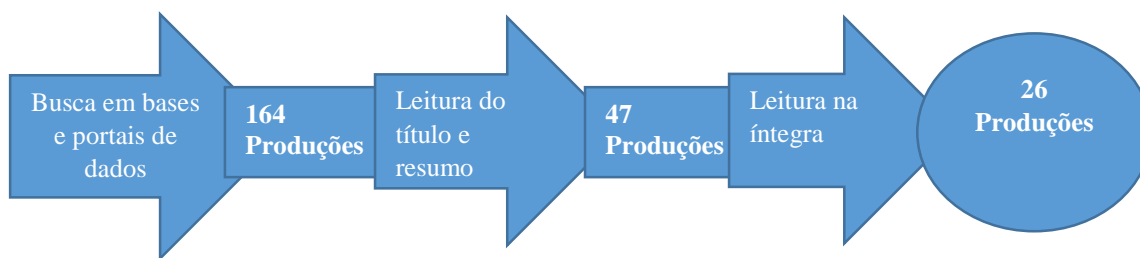 Busca em bases
e portais de
dados
164
Produções
Leitura do
título e
resumo
47
Produções
Leitura na
íntegra
26
Produções